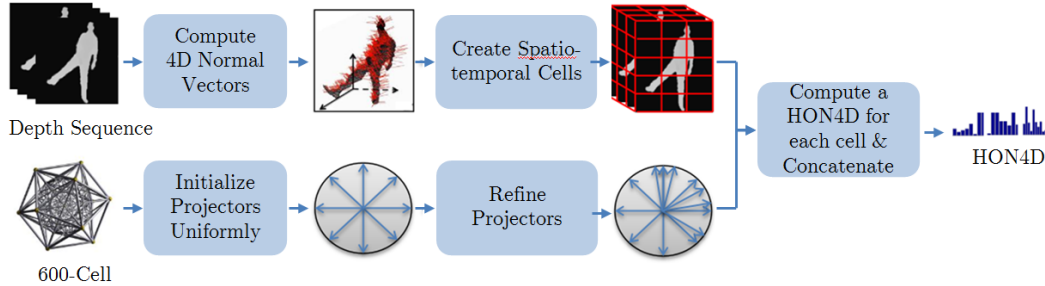 Compute
4D Normal
Vectors
Create Spatio-
temporal Cells
Depth Sequence
Compute a
HON4D for
each cell &
Concatenate
HON4D
Initialize
Projectors
Uniformly
Refine
Projectors
600-Cell